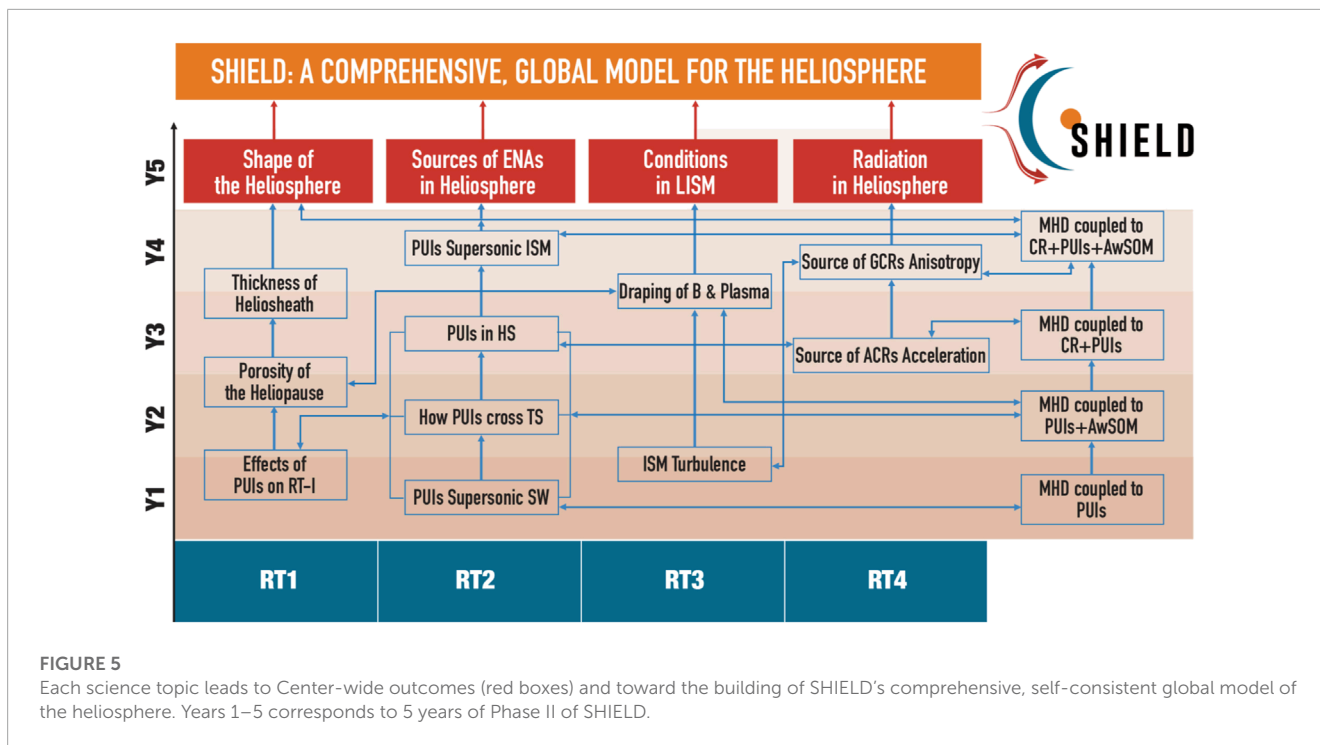 SHIELD: A COMPREHENSIVE, GLOBAL MODEL FOR THE HELIOSPHERE
SHIELD
Y5
Shape of
the Heliosphere
Sources of ENAs
in Heliosphere
Conditions
in LISM
Radiation
in Heliosphere
Y4
Thickness of
Heliosheath
PUIs Supersonic ISM
Draping of B & Plasma
Source of GCRs Anisotropy
MHD coupled to
CR+PUIs+AwSOM
Y3
Porosity of
the Heliopause
PUIs in HS
Source of ACRs Acceleration
MHD coupled to
CR+PUIs
Y2
How PUIs cross TS
MHD coupled to
PUIs+AwSOM
Y1
Effects of
PUIs on RT-I
PUIs Supersonic SW
ISM Turbulence
MHD coupled to
PUIs
RT1
RT2
RT3
RT4
FIGURE 5
Each science topic leads to Center-wide outcomes (red boxes) and toward the building of SHIELD's comprehensive, self-consistent global model of
the heliosphere. Years 1–5 corresponds to 5 years of Phase II of SHIELD.